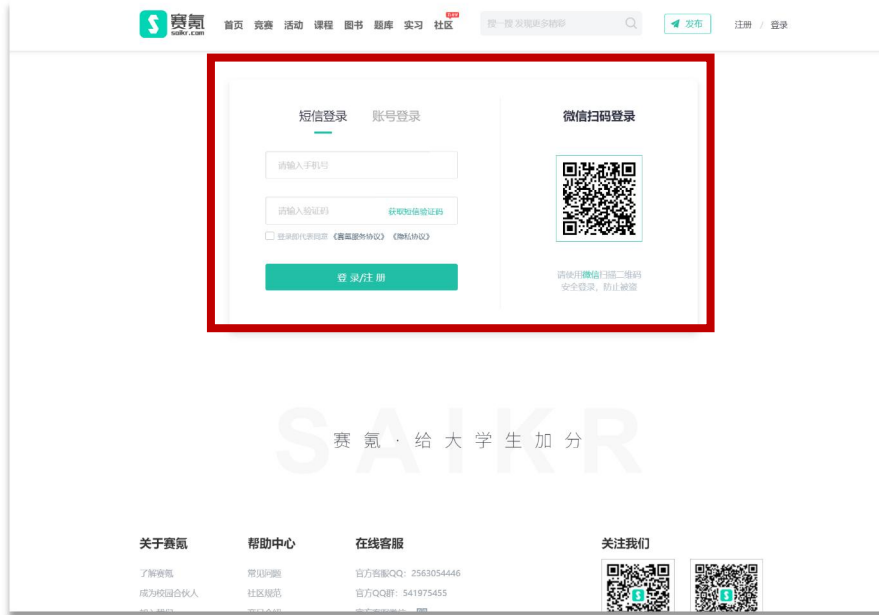 赛氪
saikr.com
首页 竞赛 活动 课程 图书 题库 实习 社区
搜一搜 发现更多精彩
发布
注册 / 登录
短信登录 账号登录
请输入手机号
请输入验证码 获取短信验证码
登录即代表同意 《赛氪服务协议》 《隐私协议》
登 录/注 册
微信扫码登录
请使用微信扫描二维码
安全登录，防止被盗
SAIKR
赛氪·给大学生加分
关于赛氪 帮助中心 在线客服 关注我们
了解赛氪 常见问题 官方客服QQ：2563054446
成为校园合伙人 社区规范 官方QQ群：541975455